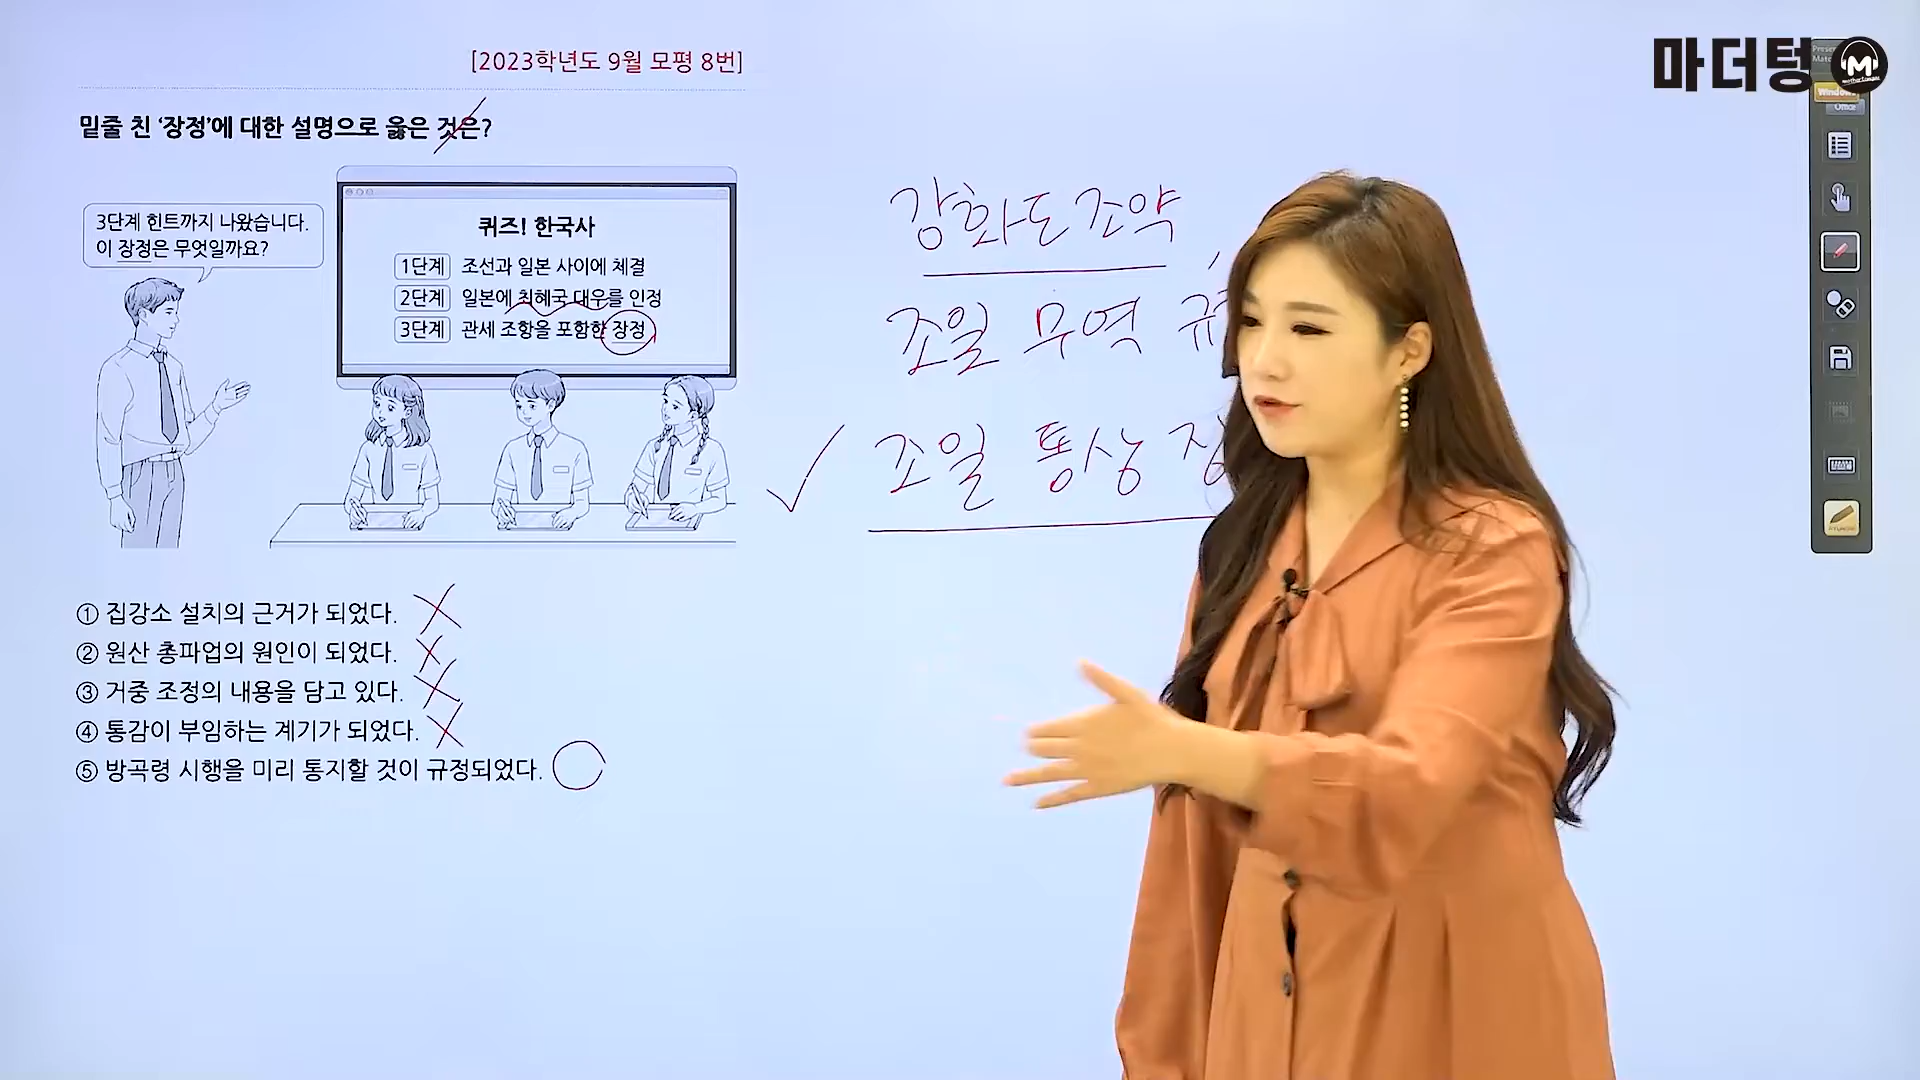 [2023학년도 9월 모평 8번]
밑줄 친 ‘장정’에 대한 설명으로 옳은 것은?
3단계 힌트까지 나왔습니다.
이 장정은 무엇일까요?
퀴즈! 한국사
1단계 조선과 일본 사이에 체결
2단계 일본에 최혜국 대우를 인정
3단계 관세 조항을 포함한 장정
① 집강소 설치의 근거가 되었다.
② 원산 총파업의 원인이 되었다.
③ 거중 조정의 내용을 담고 있다.
④ 통감이 부임하는 계기가 되었다.
⑤ 방곡령 시행을 미리 통지할 것이 규정되었다.
강화도 조약
조일 무역
조일 통상 장
마더텅
M
Office